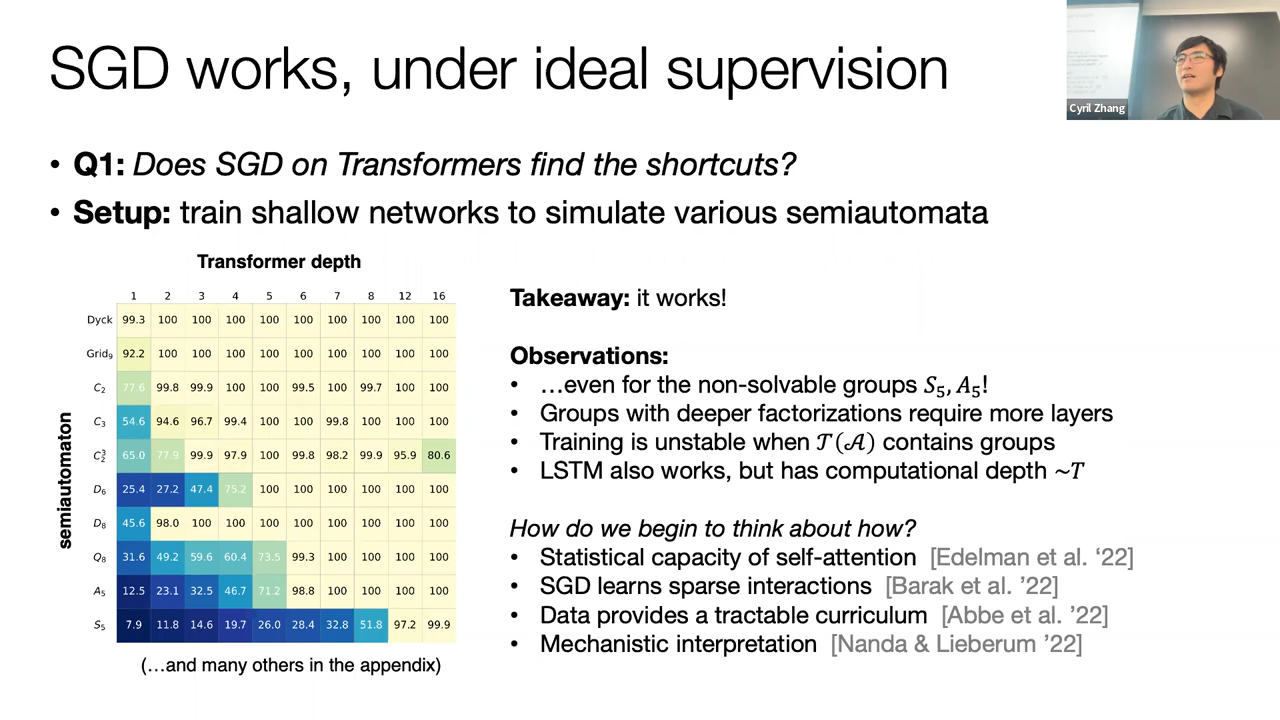 SGD works, under ideal supervision
Cyril Zhang
• Q1: Does SGD on Transformers find the shortcuts?
• Setup: train shallow networks to simulate various semiautomata
Transformer depth
1 2 3 4 5 6 7 8 12 16
Dyck 99.3 100 100 100 100 100 100 100 100 100
Grid₉ 92.2 100 100 100 100 100 100 100 100 100
C₂ 77.6 99.8 99.9 100 100 99.5 100 99.7 100 100
C₃ 54.6 94.6 96.7 99.4 100 100 99.8 100 100 100
C₂³ 65.0 77.9 99.9 97.9 100 99.8 98.2 99.9 95.9 80.6
D₆ 25.4 27.2 47.4 75.2 100 100 100 100 100 100
D₈ 45.6 98.0 100 100 100 100 100 100 100 100
Q₈ 31.6 49.2 59.6 60.4 73.5 99.3 100 100 100 100
A₅ 12.5 23.1 32.5 46.7 71.2 98.8 100 100 100 100
S₅ 7.9 11.8 14.6 19.7 26.0 28.4 32.8 51.8 97.2 99.9
semiautomaton
(…and many others in the appendix)
Takeaway: it works!
Observations:
• …even for the non-solvable groups S₅, A₅!
• Groups with deeper factorizations require more layers
• Training is unstable when 𝒯(𝒜) contains groups
• LSTM also works, but has computational depth ~T
How do we begin to think about how?
• Statistical capacity of self-attention [Edelman et al. ‘22]
• SGD learns sparse interactions [Barak et al. ’22]
• Data provides a tractable curriculum [Abbe et al. ’22]
• Mechanistic interpretation [Nanda & Lieberum ’22]